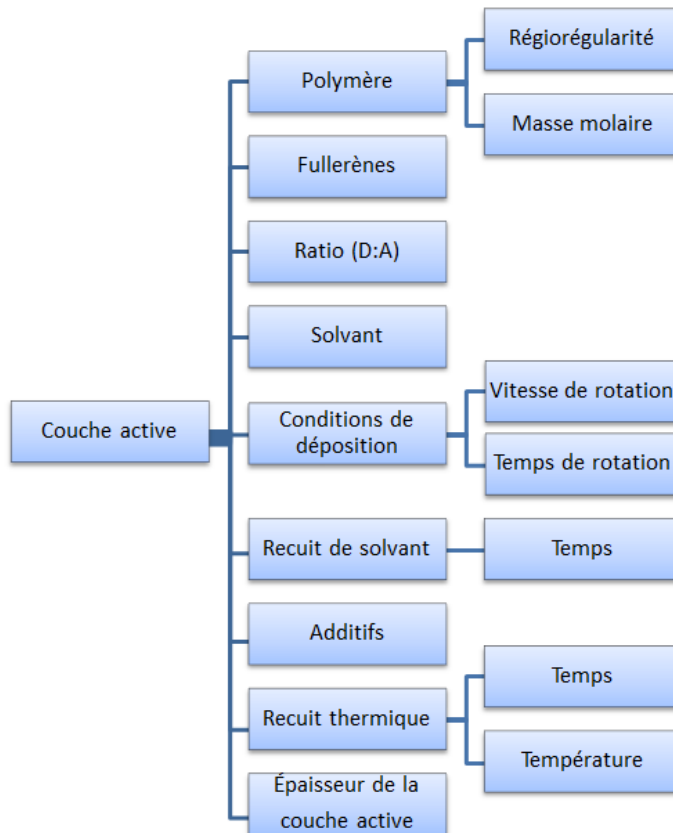 Régiorégularité
Polymère
Masse molaire
Fullerènes
Ratio (D:A)
Solvant
Vitesse de rotation
Couche active
Conditions de
déposition
Temps de rotation
Recuit de solvant
Temps
Additifs
Temps
Recuit thermique
Température
Épaisseur de la
couche active